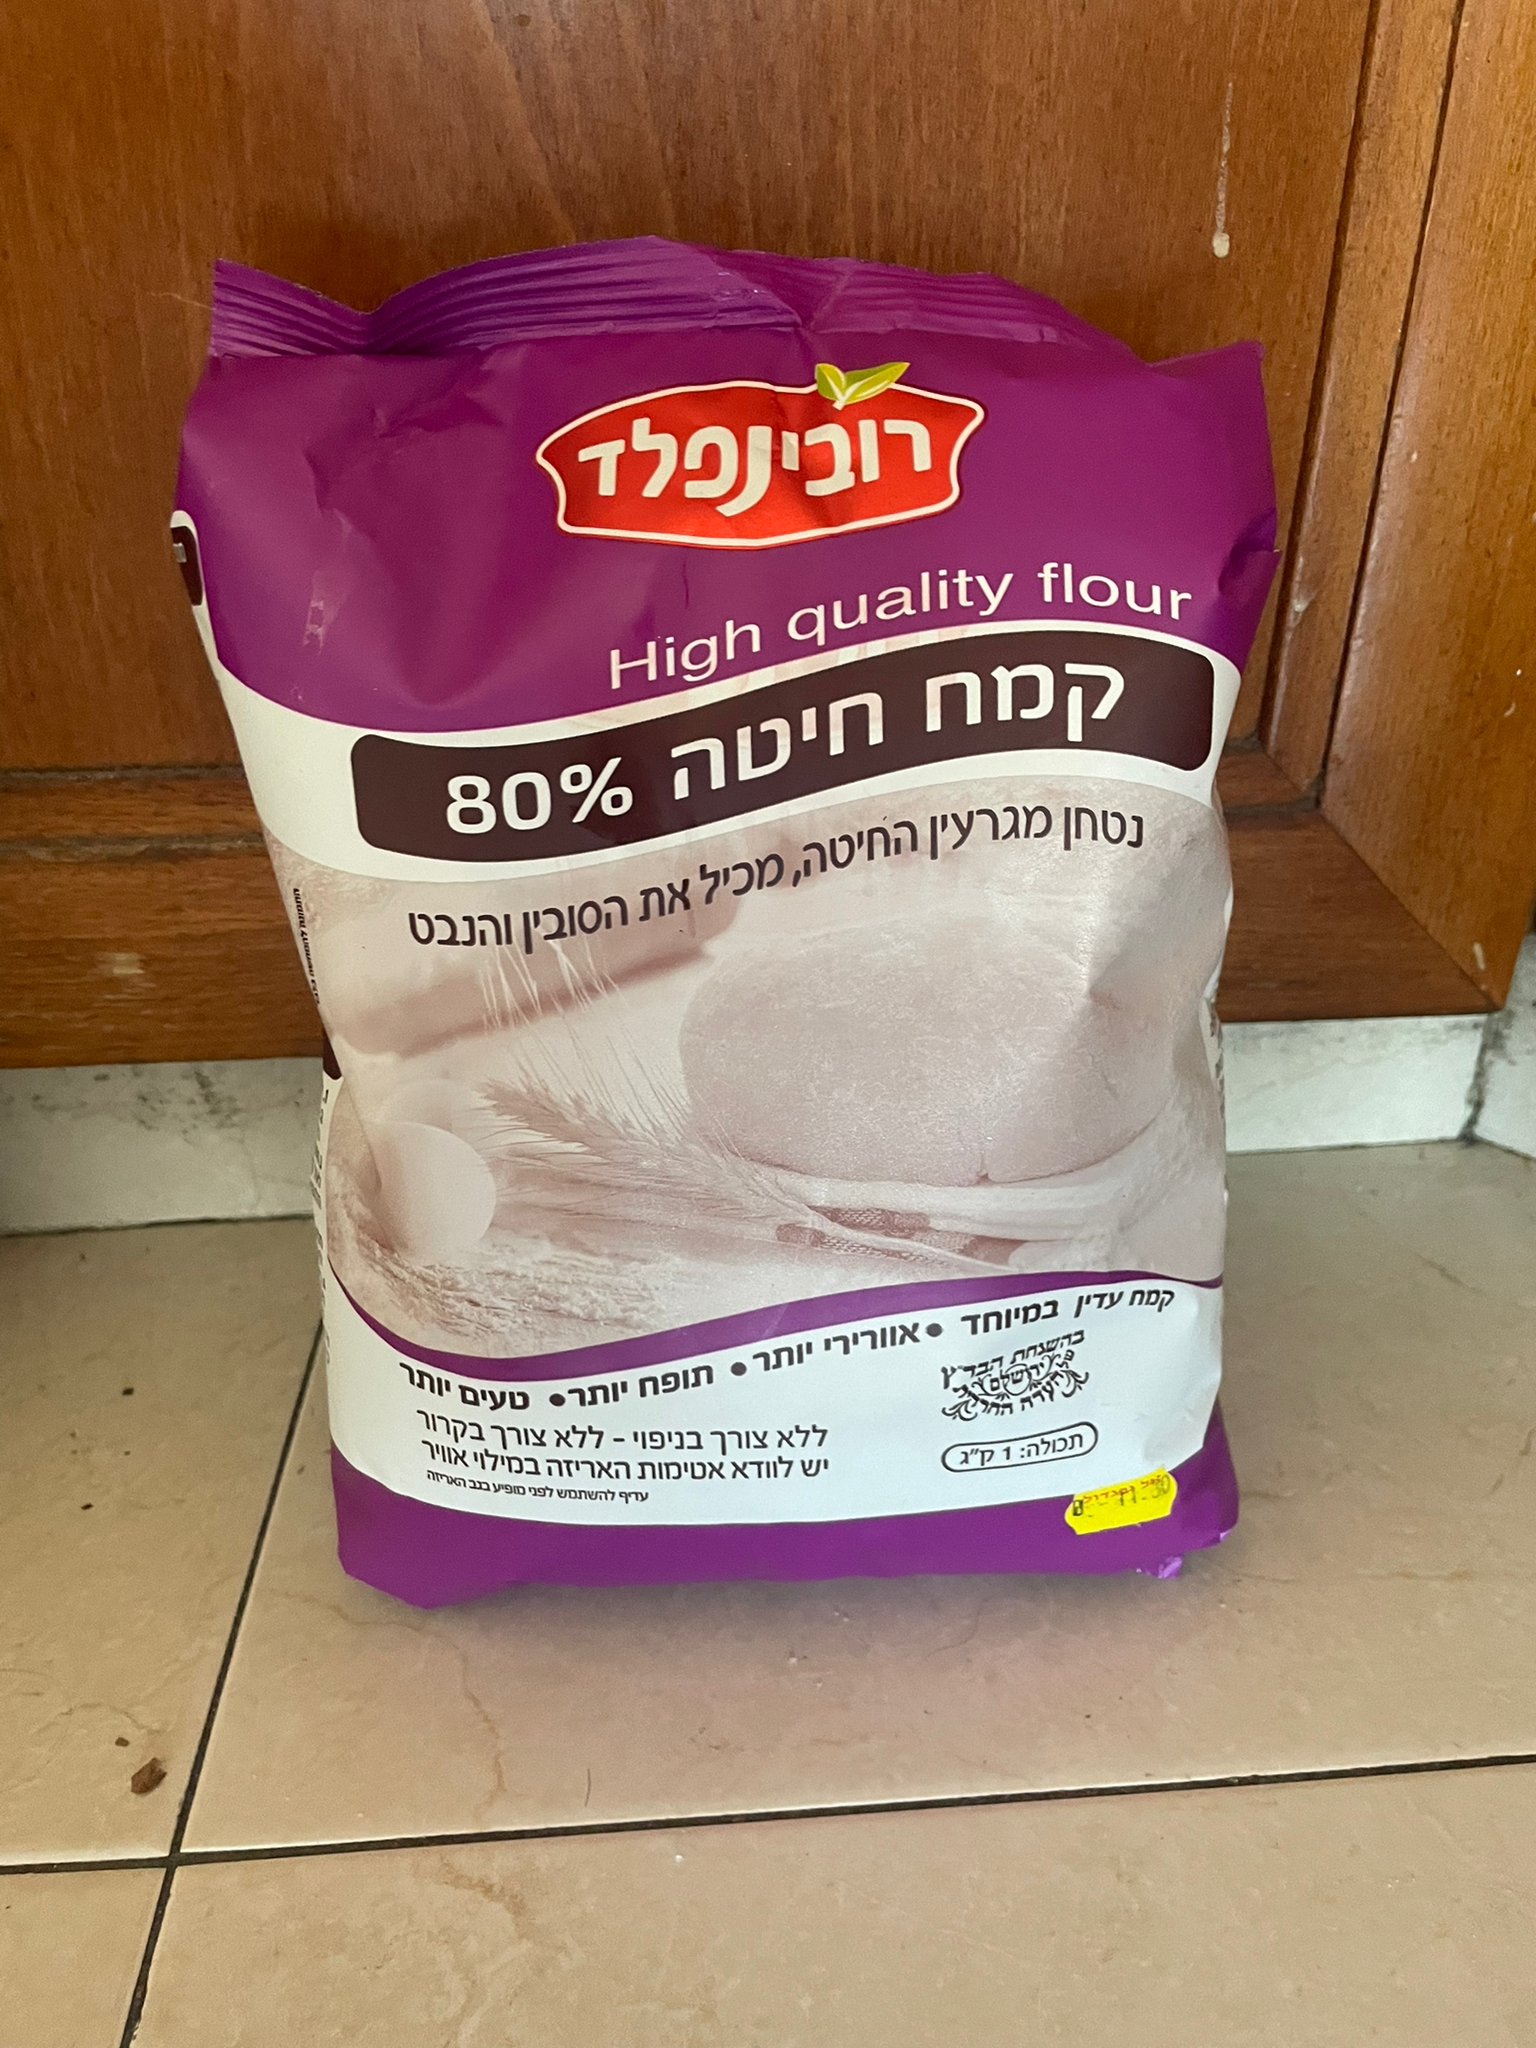 רובינפלד
High quality flour
קמח חיטה 80%
נטחן מגרעין החיטה, מכיל את הסובין והנבט
קמח עדין במיוחד • אוורירי יותר • תופח יותר • טעים יותר
בהשגחת הבד"ץ
ירושלם
ללא צורך בניפוי - ללא צורך בקרור
יש לוודא אטימות האריזה במילוי אוויר
עדיף להשתמש לפני מופיע בגב האריזה
תכולה: 1 ק"ג